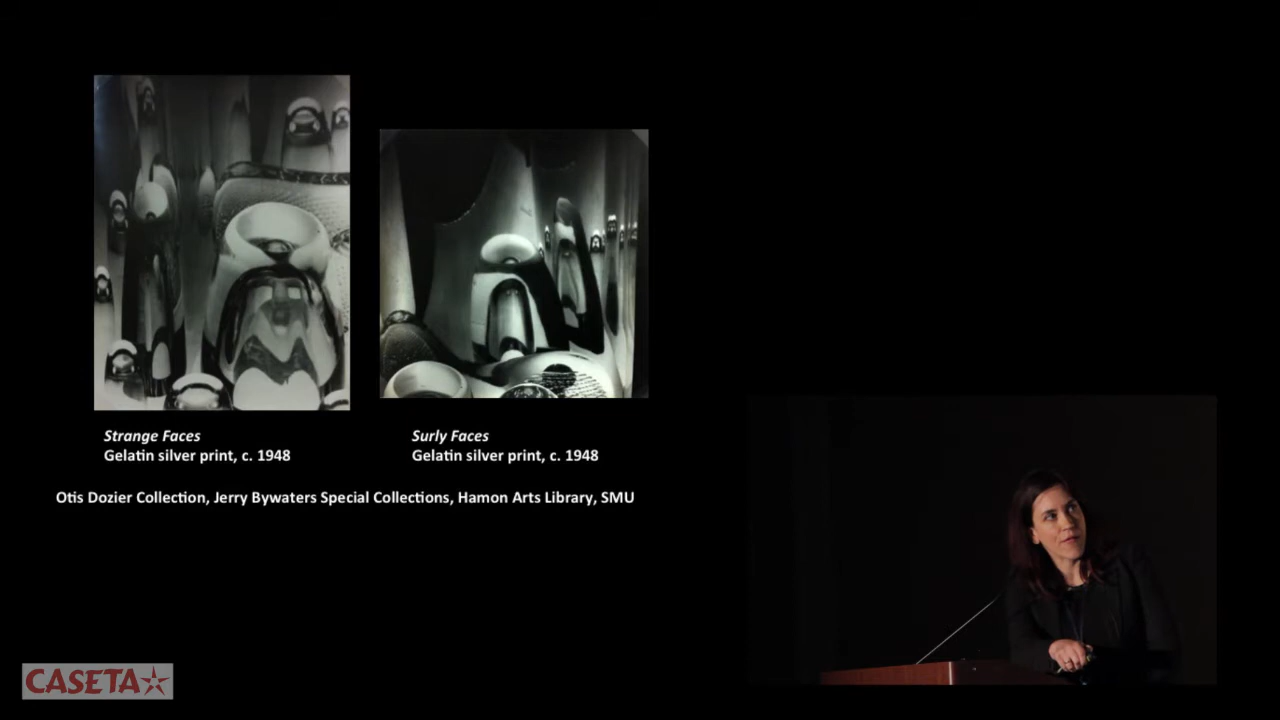 Strange Faces
Gelatin silver print, c. 1948
Surly Faces
Gelatin silver print, c. 1948
Otis Dozier Collection, Jerry Bywaters Special Collections, Hamon Arts Library, SMU
CASETA